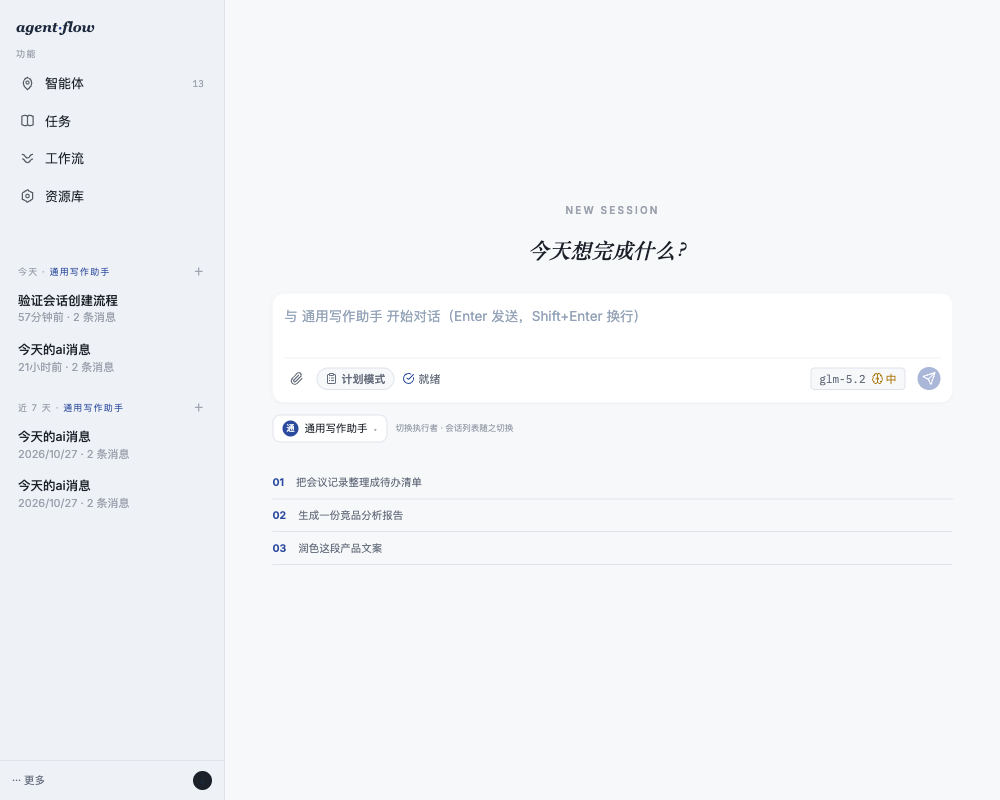 agent·flow
功能
智能体 13
任务
工作流
资源库
今天 · 通用写作助手 +
验证会话创建流程
57分钟前 · 2 条消息
今天的ai消息
21小时前 · 2 条消息
近 7 天 · 通用写作助手 +
今天的ai消息
2026/10/27 · 2 条消息
今天的ai消息
2026/10/27 · 2 条消息
··· 更多
NEW SESSION
今天想完成什么?
与 通用写作助手 开始对话（Enter 发送，Shift+Enter 换行）
计划模式 就绪 glm-5.2 中
通 通用写作助手 · 切换执行者 · 会话列表随之切换
01 把会议记录整理成待办清单
02 生成一份竞品分析报告
03 润色这段产品文案